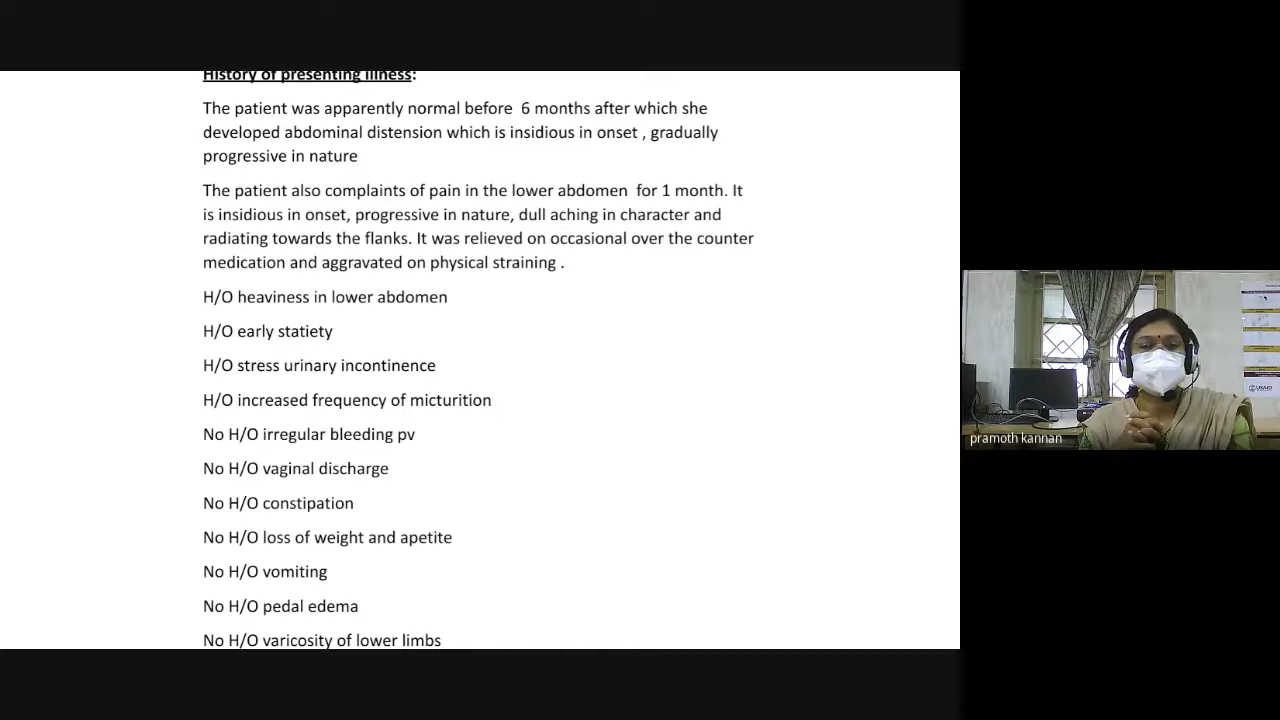 History of presenting illness:
The patient was apparently normal before  6 months after which she
developed abdominal distension which is insidious in onset , gradually
progressive in nature
The patient also complaints of pain in the lower abdomen  for 1 month. It
is insidious in onset, progressive in nature, dull aching in character and
radiating towards the flanks. It was relieved on occasional over the counter
medication and aggravated on physical straining .
H/O heaviness in lower abdomen
H/O early statiety
H/O stress urinary incontinence
H/O increased frequency of micturition
No H/O irregular bleeding pv
No H/O vaginal discharge
No H/O constipation
No H/O loss of weight and apetite
No H/O vomiting
No H/O pedal edema
No H/O varicosity of lower limbs
USAID
pramoth kannan